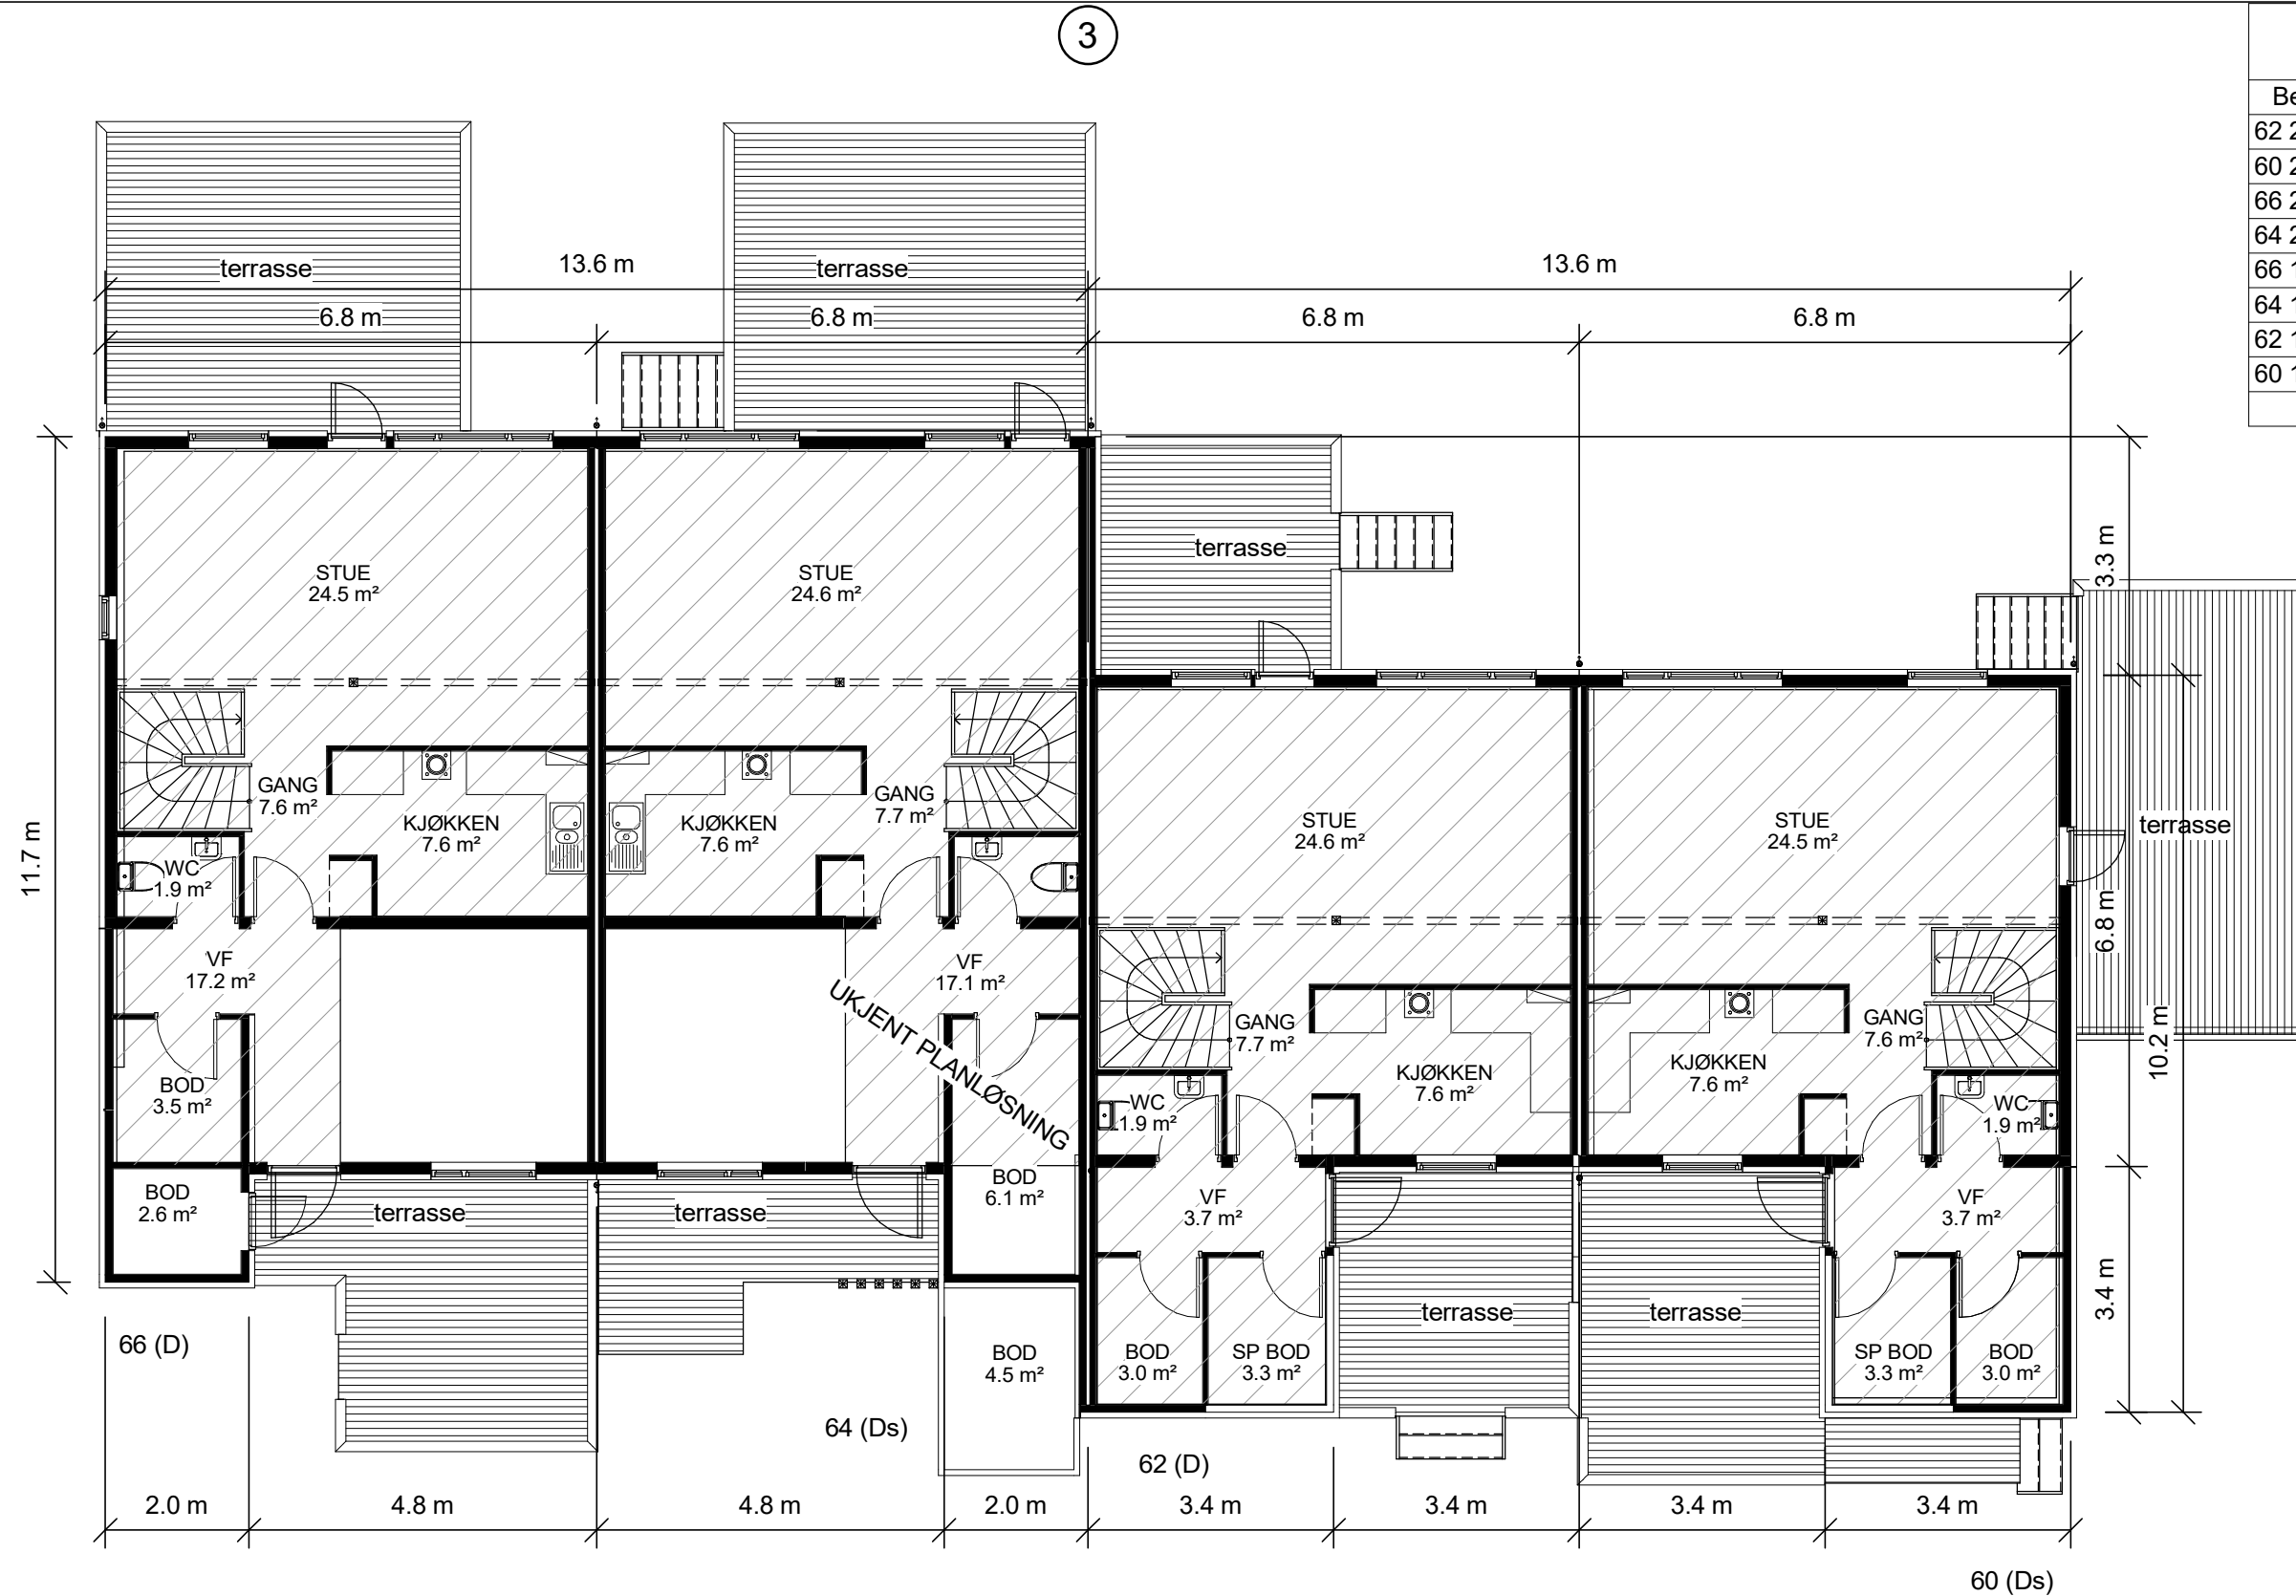 3
Be
62 2
60 2
66 2
64 2
66 1
64 1
62 1
60 1
terrasse
13.6 m
terrasse
13.6 m
6.8 m
6.8 m
6.8 m
6.8 m
terrasse
3.3 m
STUE
24.5 m²
STUE
24.6 m²
GANG
7.6 m²
KJØKKEN
7.6 m²
KJØKKEN
7.6 m²
GANG
7.7 m²
STUE
24.6 m²
STUE
24.5 m²
terrasse
11.7 m
WC
1.9 m²
6.8 m
VF
17.2 m²
VF
17.1 m²
UKJENT PLANLØSNING
GANG
7.7 m²
KJØKKEN
7.6 m²
KJØKKEN
7.6 m²
GANG
7.6 m²
10.2 m
BOD
3.5 m²
WC
1.9 m²
WC
1.9 m²
BOD
2.6 m²
terrasse
terrasse
BOD
6.1 m²
VF
3.7 m²
VF
3.7 m²
3.4 m
terrasse
terrasse
66 (D)
BOD
4.5 m²
BOD
3.0 m²
SP BOD
3.3 m²
SP BOD
3.3 m²
BOD
3.0 m²
64 (Ds)
62 (D)
2.0 m
4.8 m
4.8 m
2.0 m
3.4 m
3.4 m
3.4 m
3.4 m
60 (Ds)